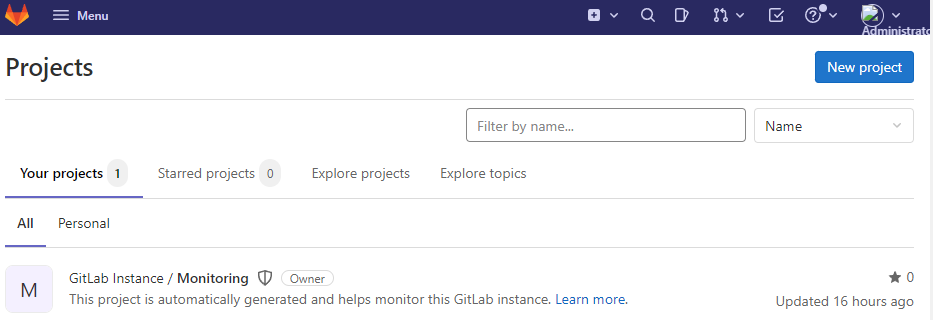 Menu
Administrato
Projects
New project
Filter by name...
Name
Your projects 1 Starred projects 0 Explore projects Explore topics
All Personal
M
GitLab Instance / Monitoring Owner
0
This project is automatically generated and helps monitor this GitLab instance. Learn more.
Updated 16 hours ago